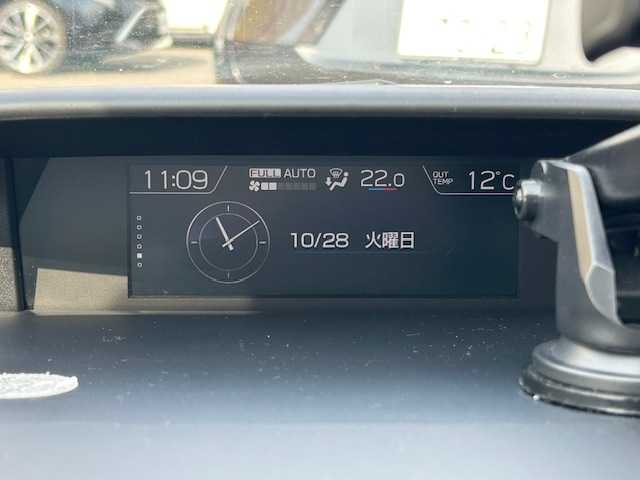 11:09
FULL AUTO
22.0
OUT TEMP 12°C
10/28 火曜日